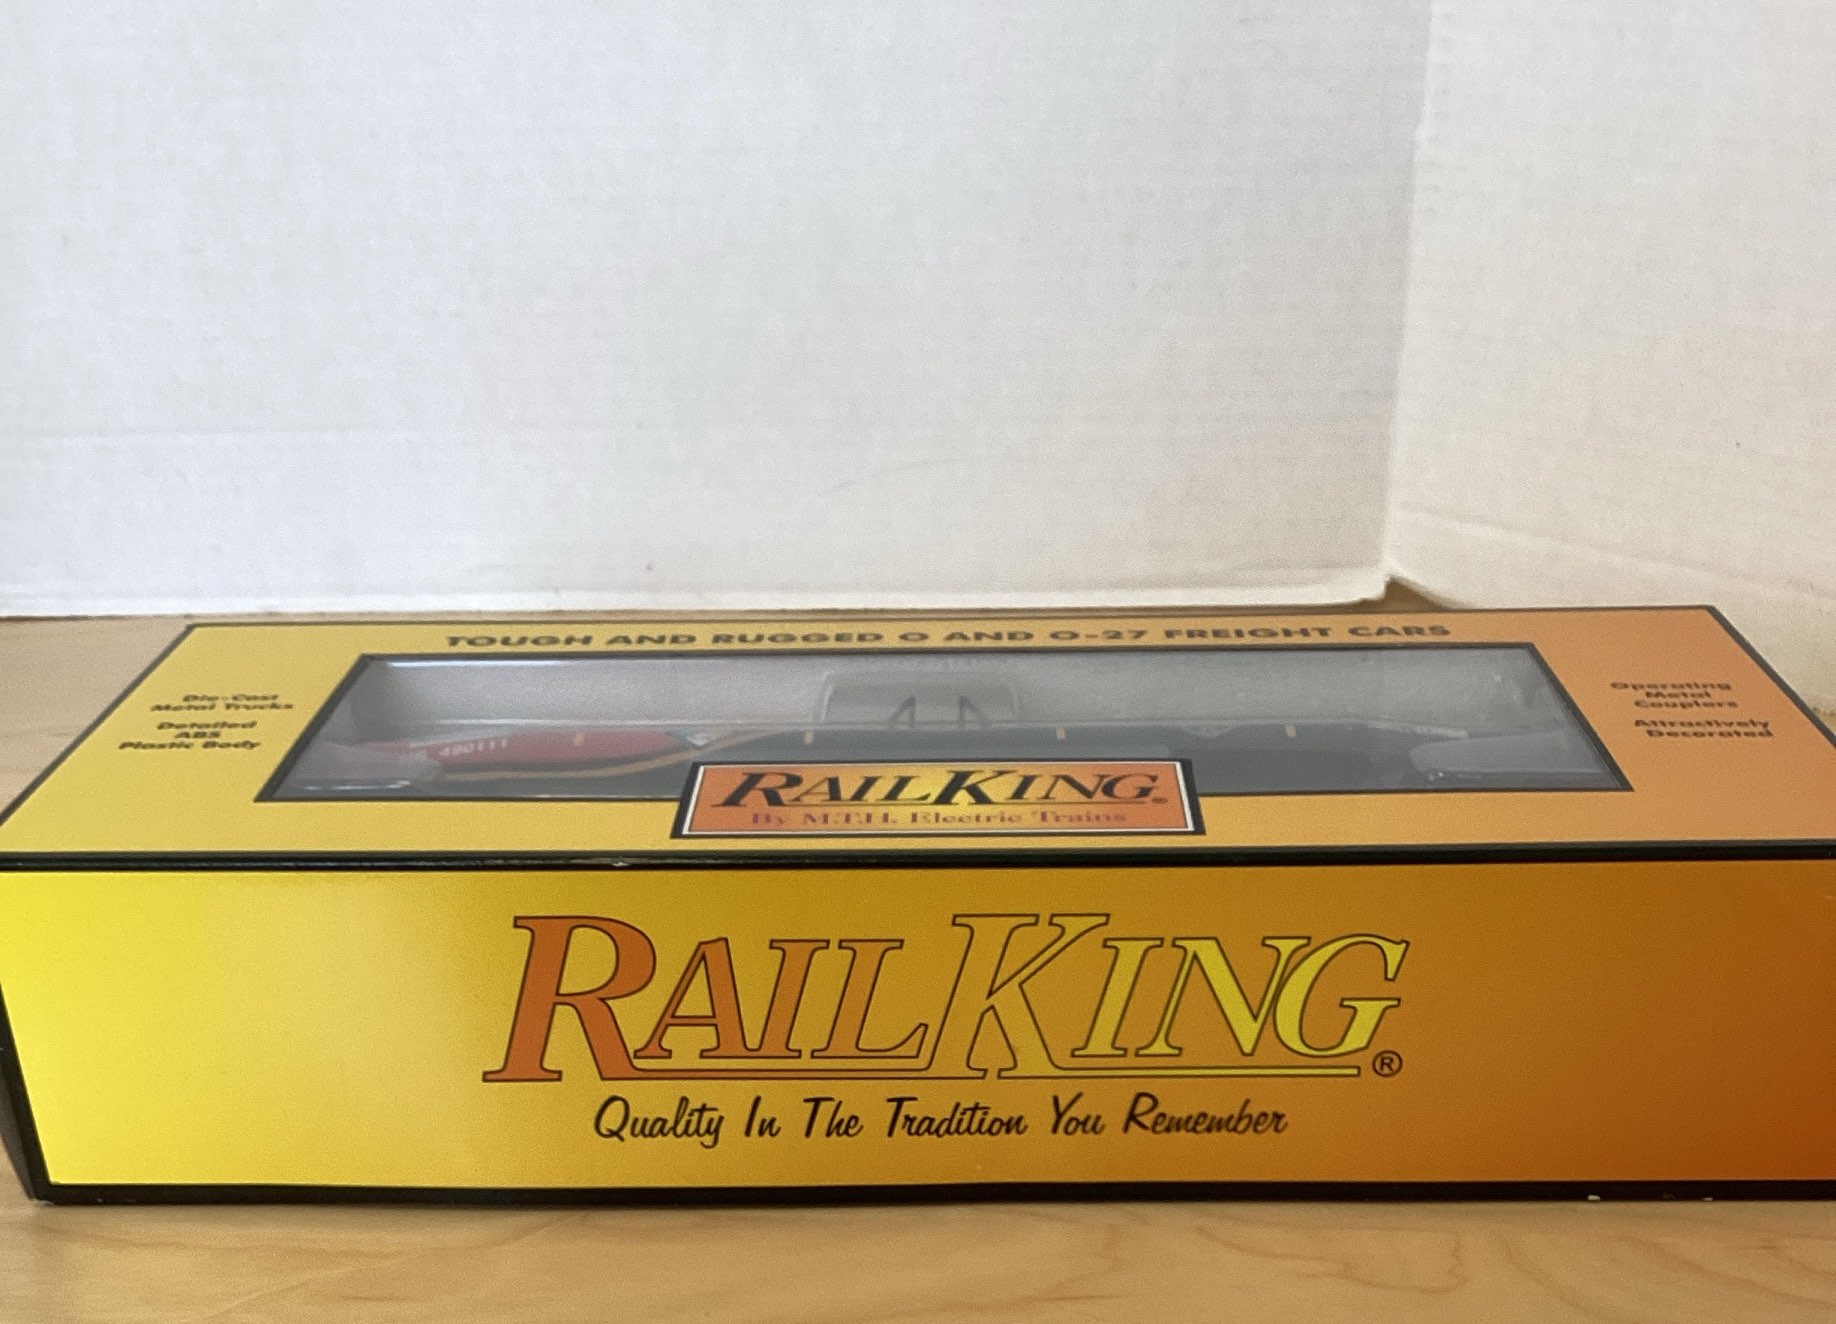 TOUGH AND RUGGED O AND O-27 FREIGHT CARS
Die-Cast
Metal Trucks
Detailed
ABS
Plastic Body
Operating
Metal
Couplers
Attractively
Decorated
490111
RAILKING®
By M.T.H. Electric Trains
RAILKING®
Quality In The Tradition You Remember